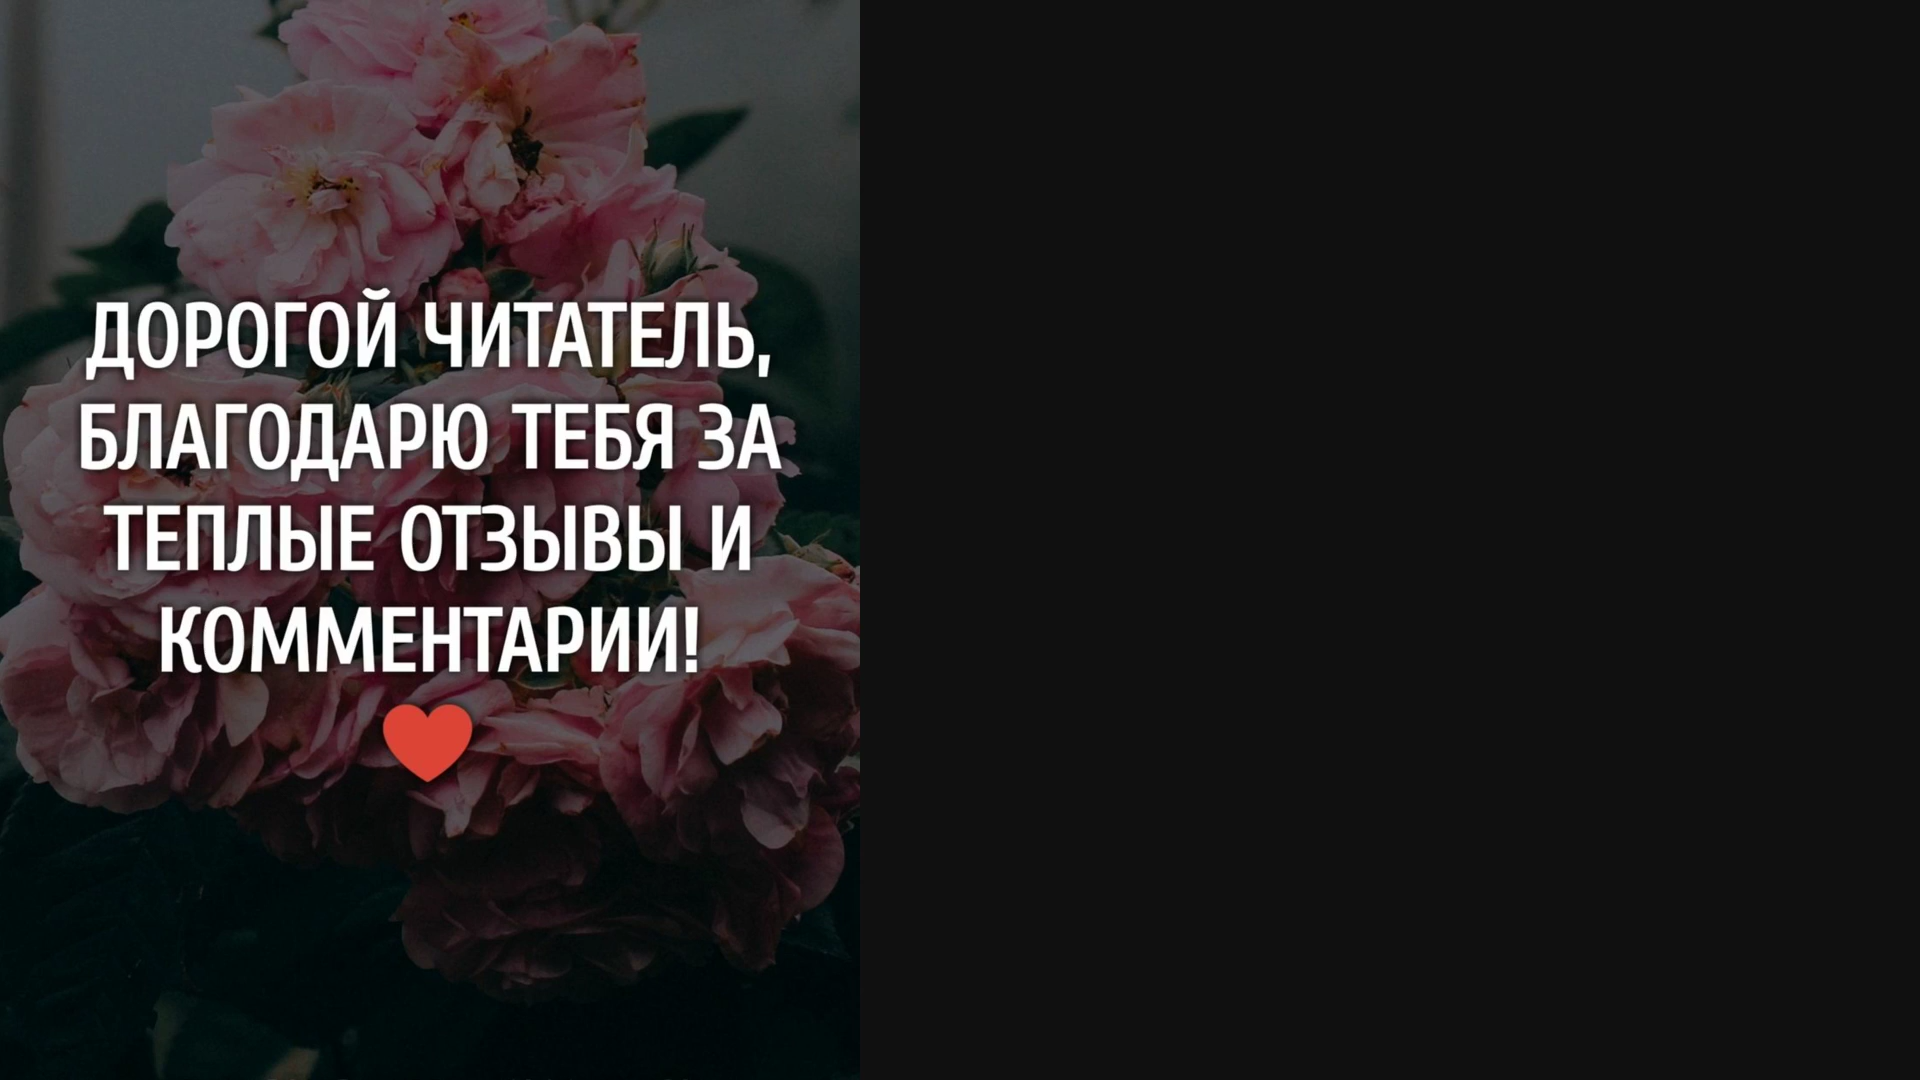 ДОРОГОЙ ЧИТАТЕЛЬ,
БЛАГОДАРЮ ТЕБЯ ЗА
ТЕПЛЫЕ ОТЗЫВЫ И
КОММЕНТАРИИ!